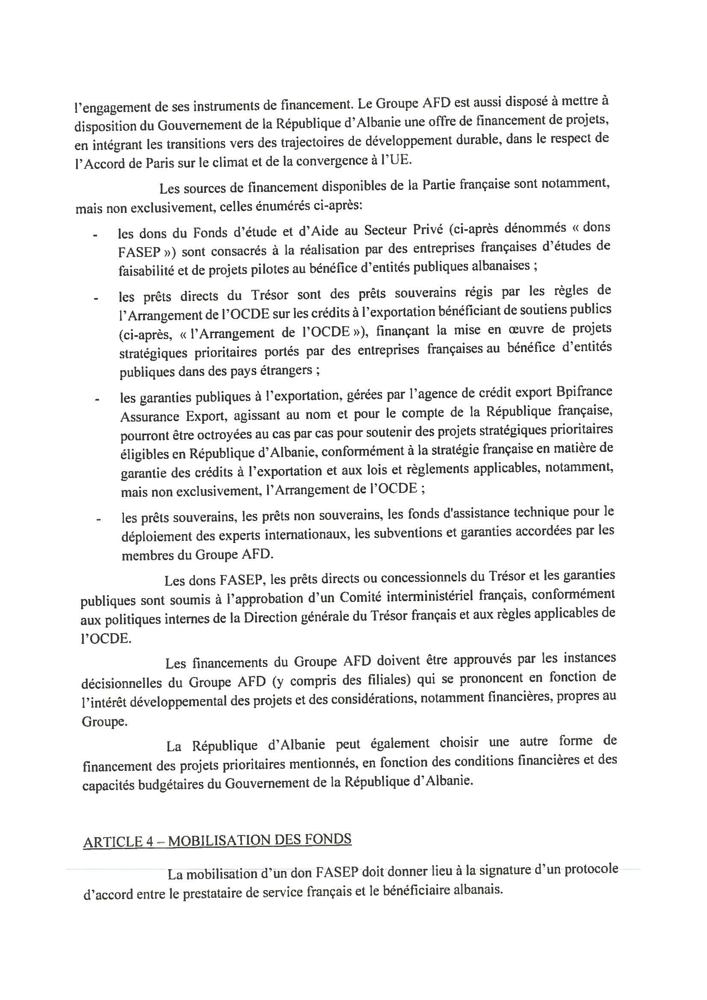 l'engagement de ses instruments de financement. Le Groupe AFD est aussi disposé à mettre à
disposition du Gouvernement de la République d'Albanie une offre de financement de projets,
en intégrant les transitions vers des trajectoires de développement durable, dans le respect de
l'Accord de Paris sur le climat et de la convergence à l'UE.
Les sources de financement disponibles de la Partie française sont notamment,
mais non exclusivement, celles énumérés ci-après:
- les dons du Fonds d'étude et d'Aide au Secteur Privé (ci-après dénommés « dons
FASEP ») sont consacrés à la réalisation par des entreprises françaises d'études de
faisabilité et de projets pilotes au bénéfice d'entités publiques albanaises ;
- les prêts directs du Trésor sont des prêts souverains régis par les règles de
l'Arrangement de l'OCDE sur les crédits à l'exportation bénéficiant de soutiens publics
(ci-après, « l'Arrangement de l'OCDE »), finançant la mise en œuvre de projets
stratégiques prioritaires portés par des entreprises françaises au bénéfice d'entités
publiques dans des pays étrangers ;
- les garanties publiques à l'exportation, gérées par l'agence de crédit export Bpifrance
Assurance Export, agissant au nom et pour le compte de la République française,
pourront être octroyées au cas par cas pour soutenir des projets stratégiques prioritaires
éligibles en République d'Albanie, conformément à la stratégie française en matière de
garantie des crédits à l'exportation et aux lois et règlements applicables, notamment,
mais non exclusivement, l'Arrangement de l'OCDE ;
- les prêts souverains, les prêts non souverains, les fonds d'assistance technique pour le
déploiement des experts internationaux, les subventions et garanties accordées par les
membres du Groupe AFD.
Les dons FASEP, les prêts directs ou concessionnels du Trésor et les garanties
publiques sont soumis à l'approbation d'un Comité interministériel français, conformément
aux politiques internes de la Direction générale du Trésor français et aux règles applicables de
l'OCDE.
Les financements du Groupe AFD doivent être approuvés par les instances
décisionnelles du Groupe AFD (y compris des filiales) qui se prononcent en fonction de
l'intérêt développemental des projets et des considérations, notamment financières, propres au
Groupe.
La République d'Albanie peut également choisir une autre forme de
financement des projets prioritaires mentionnés, en fonction des conditions financières et des
capacités budgétaires du Gouvernement de la République d'Albanie.
ARTICLE 4 – MOBILISATION DES FONDS
La mobilisation d'un don FASEP doit donner lieu à la signature d'un protocole
d'accord entre le prestataire de service français et le bénéficiaire albanais.